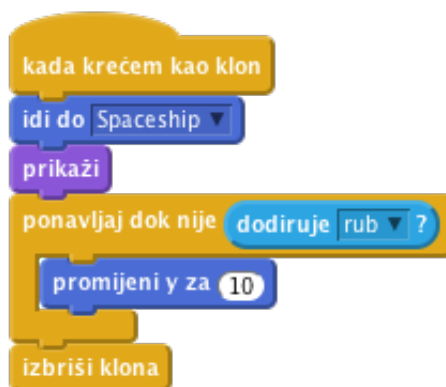 kada krećem kao klon
idi do Spaceship
prikaži
ponavljaj dok nije dodiruje rub ?
promijeni y za 10
izbriši klona